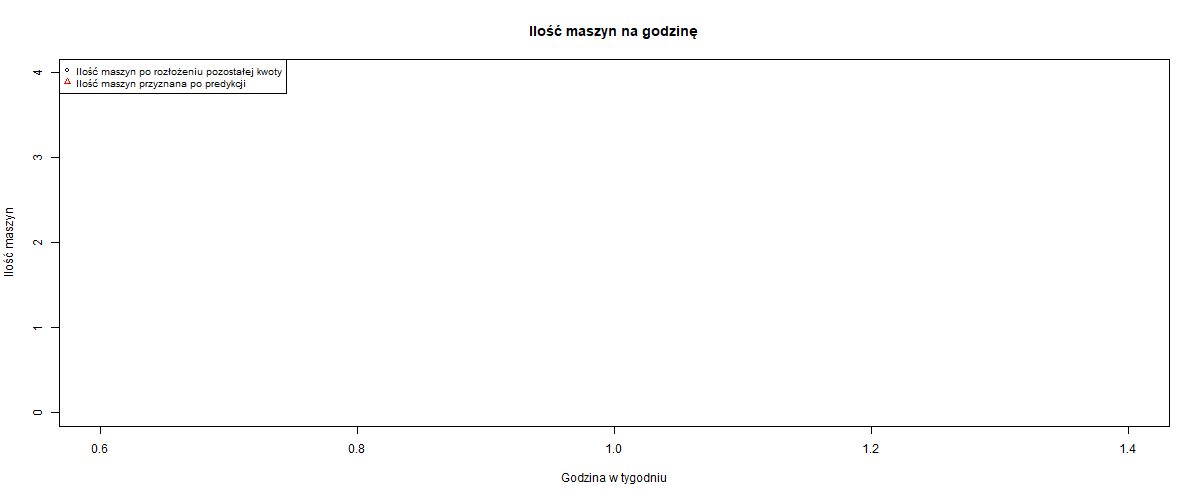 Ilość maszyn na godzinę
Ilość maszyn po rozłożeniu pozostałej kwoty
Ilość maszyn przyznana po predykcji
Ilość maszyn
4
3
2
1
0
0.6
0.8
1.0
1.2
1.4
Godzina w tygodniu